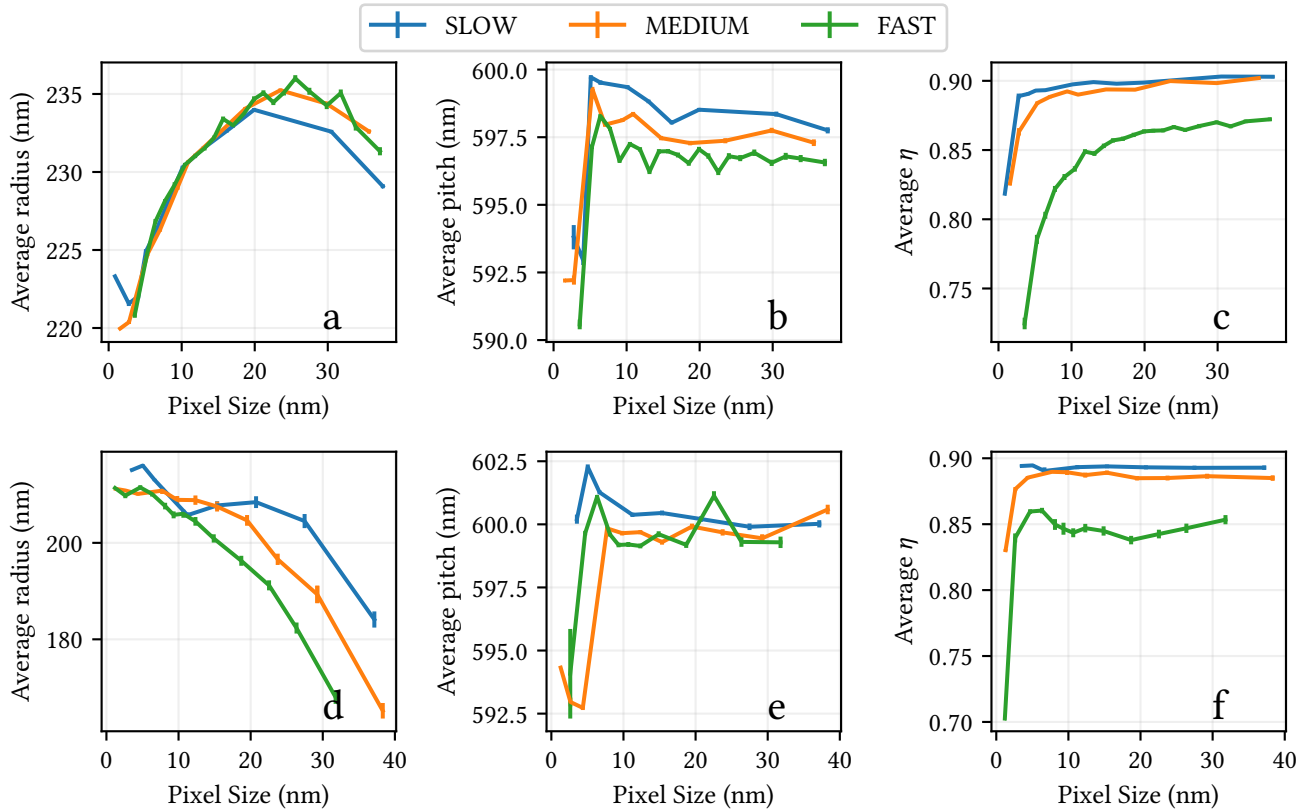 SLOW MEDIUM FAST
235
230
225
220
Average radius (nm)
0 10 20 30
Pixel Size (nm)
a
600.0
597.5
595.0
592.5
590.0
Average pitch (nm)
0 10 20 30
Pixel Size (nm)
b
0.90
0.85
0.80
0.75
Average η
0 10 20 30
Pixel Size (nm)
c
200
180
Average radius (nm)
0 10 20 30 40
Pixel Size (nm)
d
602.5
600.0
597.5
595.0
592.5
Average pitch (nm)
0 10 20 30 40
Pixel Size (nm)
e
0.90
0.85
0.80
0.75
0.70
Average η
0 10 20 30 40
Pixel Size (nm)
f